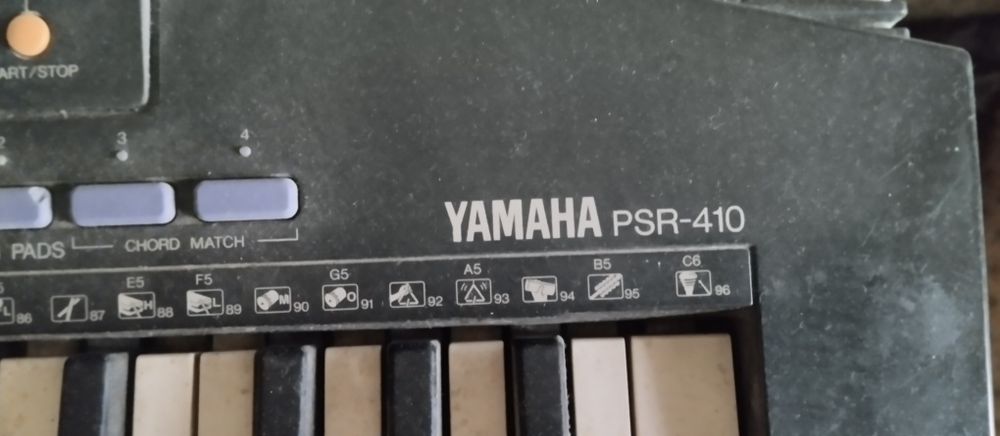 ART/STOP
2 3 4
YAMAHA PSR-410
PADS CHORD MATCH
E5 F5 G5 A5 B5 C6
L 86 87 H 88 L 89 M 90 O 91 92 93 94 95 96